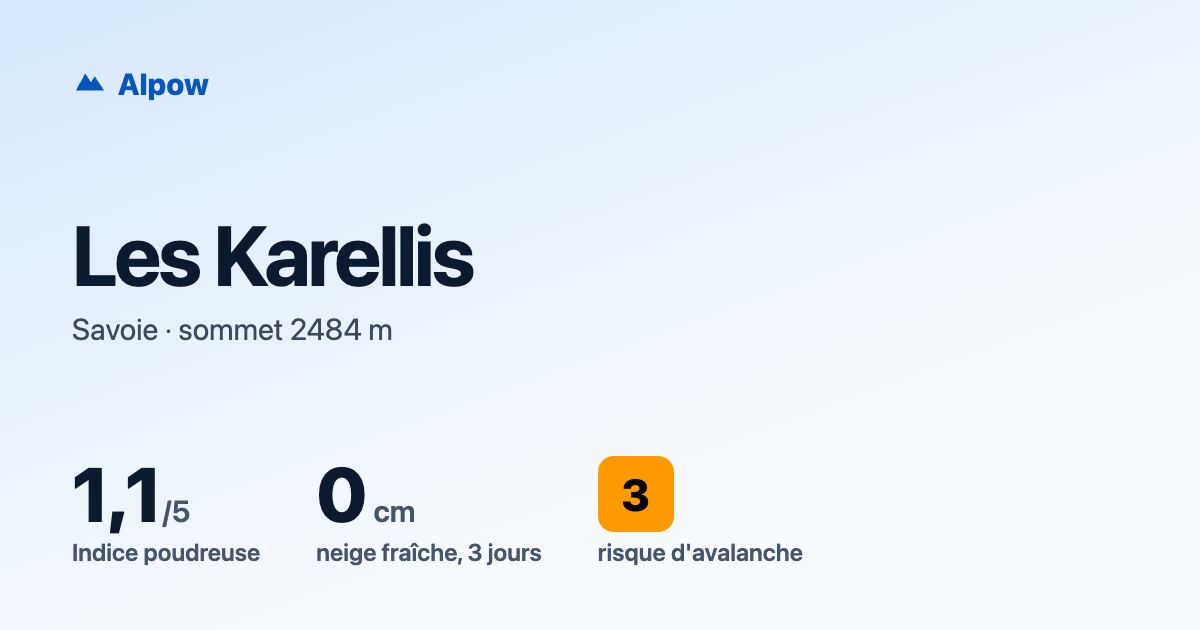 Alpow
Les Karellis
Savoie · sommet 2484 m
1,1/5
Indice poudreuse
0 cm
neige fraîche, 3 jours
3
risque d'avalanche